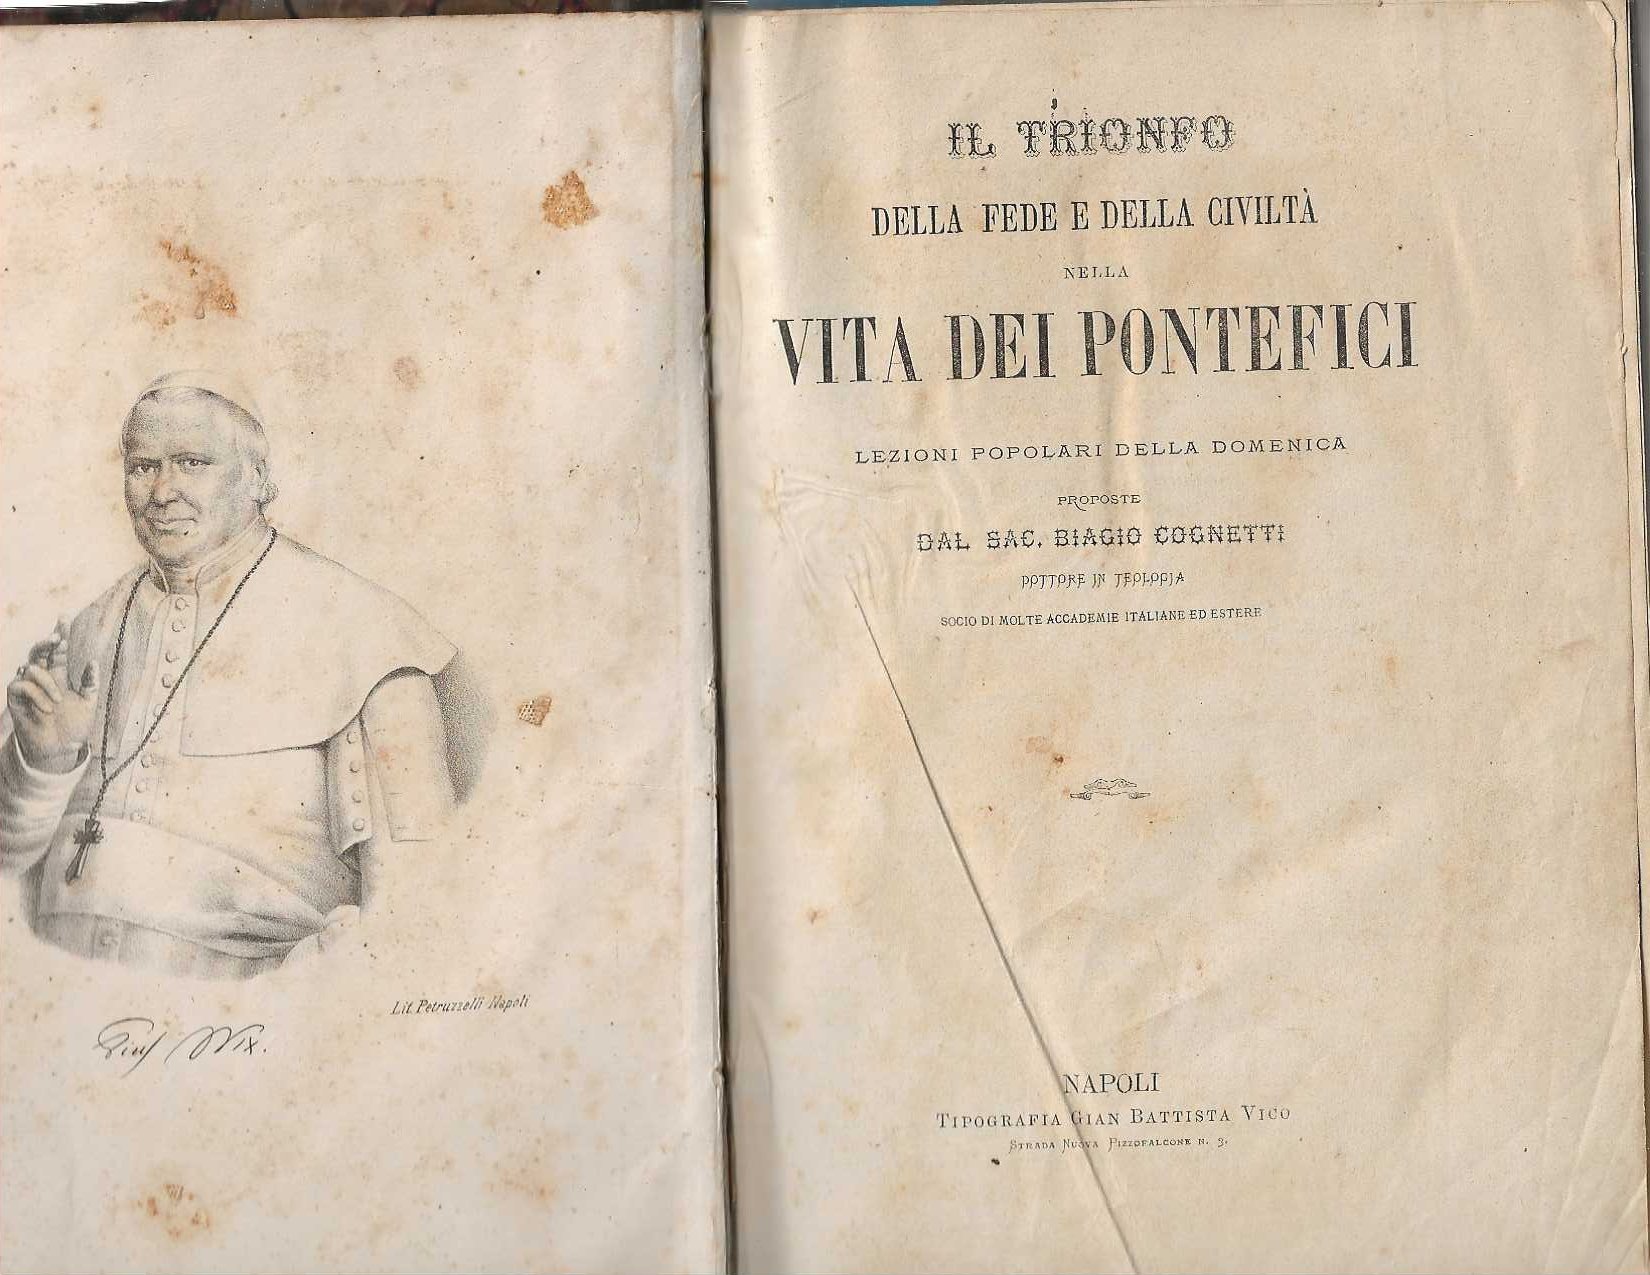 Lit. Petruzzelli Napoli
Pius PP. IX.
IL TRIONFO
DELLA FEDE E DELLA CIVILTÀ
NELLA
VITA DEI PONTEFICI
LEZIONI POPOLARI DELLA DOMENICA
PROPOSTE
DAL SAC. BIAGIO COGNETTI
DOTTORE IN TEOLOGIA
SOCIO DI MOLTE ACCADEMIE ITALIANE ED ESTERE
NAPOLI
TIPOGRAFIA GIAN BATTISTA VICO
STRADA NUOVA PIZZOFALCONE N. 3.